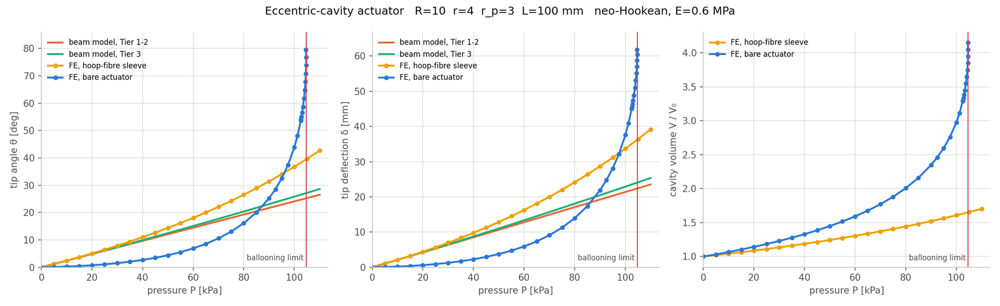 Eccentric-cavity actuator R=10 r=4 r_p=3 L=100 mm neo-Hookean, E=0.6 MPa
tip angle θ [deg]
80
70
60
50
40
30
20
10
0
beam model, Tier 1-2
beam model, Tier 3
FE, hoop-fibre sleeve
FE, bare actuator
ballooning limit
0 20 40 60 80 100
pressure P [kPa]
tip deflection δ [mm]
60
50
40
30
20
10
0
beam model, Tier 1-2
beam model, Tier 3
FE, hoop-fibre sleeve
FE, bare actuator
ballooning limit
0 20 40 60 80 100
pressure P [kPa]
cavity volume V / V₀
4.0
3.5
3.0
2.5
2.0
1.5
1.0
FE, hoop-fibre sleeve
FE, bare actuator
ballooning limit
0 20 40 60 80 100
pressure P [kPa]